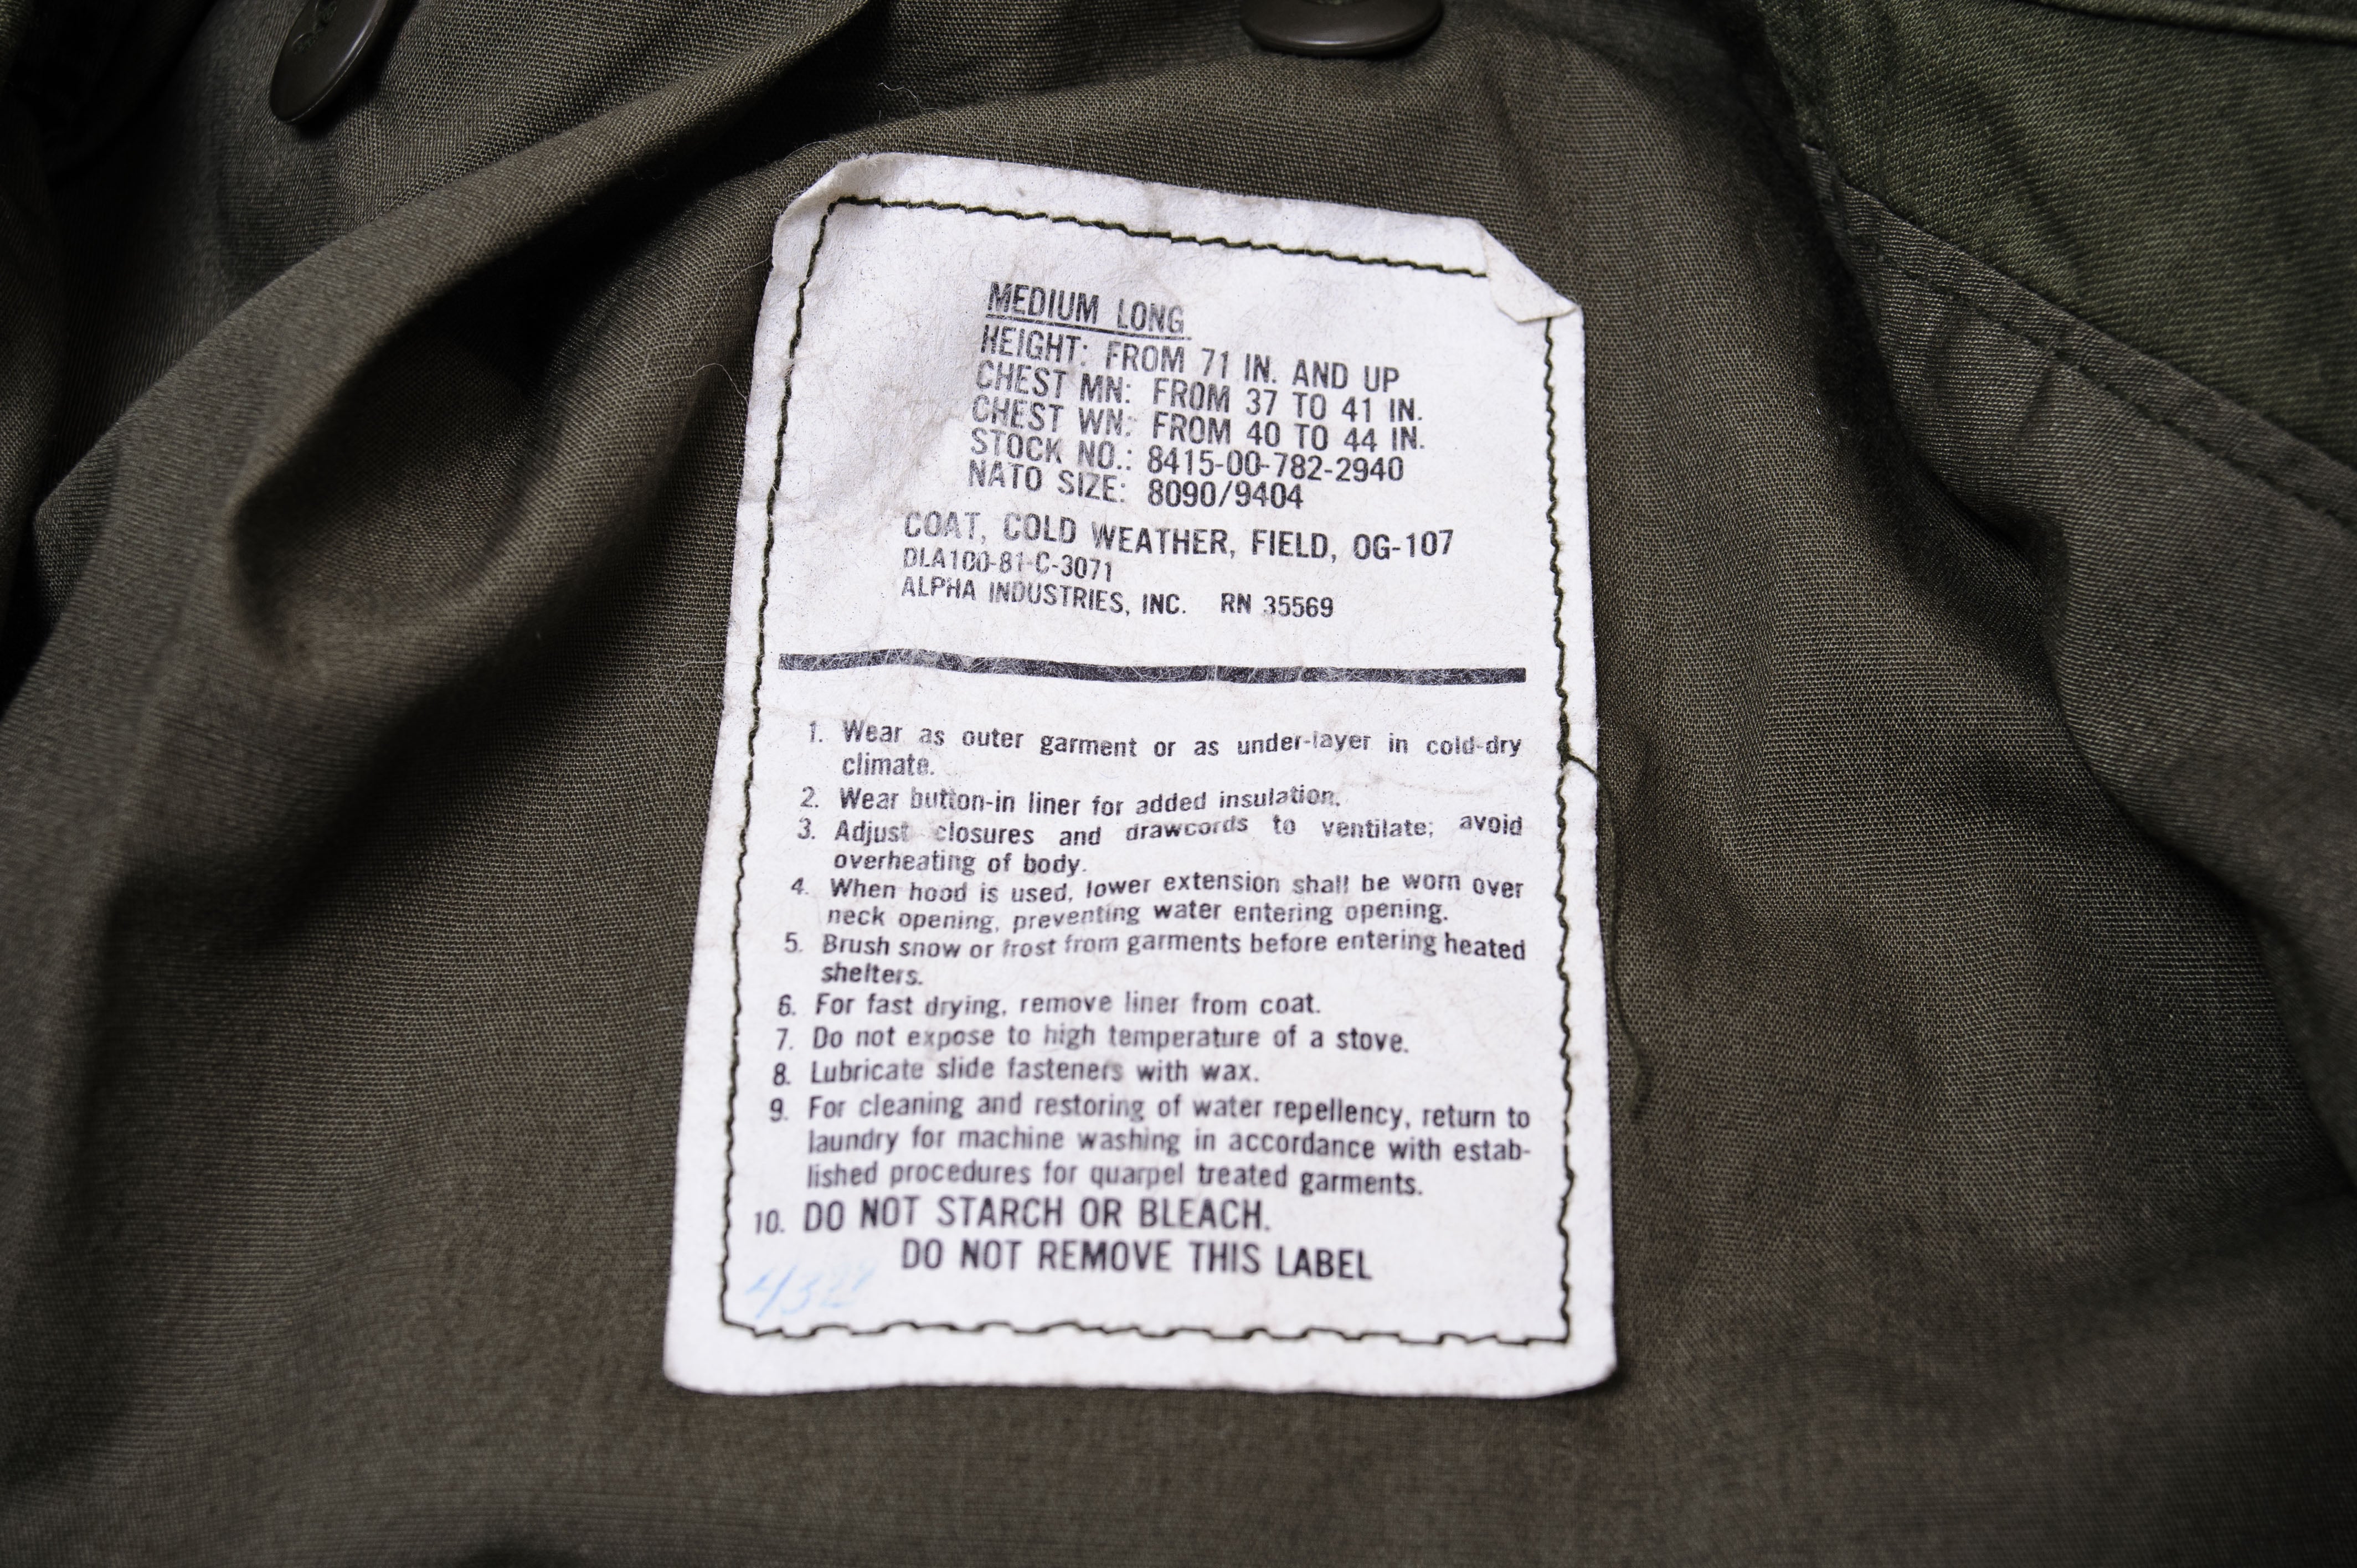 MEDIUM LONG
HEIGHT: FROM 71 IN. AND UP
CHEST MN: FROM 37 TO 41 IN.
CHEST WN: FROM 40 TO 44 IN.
STOCK NO.: 8415-00-782-2940
NATO SIZE: 8090/9404
COAT, COLD WEATHER, FIELD, OG-107
DLA100-81-C-3071
ALPHA INDUSTRIES, INC. RN 35569
1. Wear as outer garment or as under-layer in cold-dry
climate.
2. Wear button-in liner for added insulation.
3. Adjust closures and drawcords to ventilate; avoid
overheating of body.
4. When hood is used, lower extension shall be worn over
neck opening, preventing water entering opening.
5. Brush snow or frost from garments before entering heated
shelters.
6. For fast drying, remove liner from coat.
7. Do not expose to high temperature of a stove.
8. Lubricate slide fasteners with wax.
9. For cleaning and restoring of water repellency, return to
laundry for machine washing in accordance with estab-
lished procedures for quarpel treated garments.
10. DO NOT STARCH OR BLEACH.
DO NOT REMOVE THIS LABEL